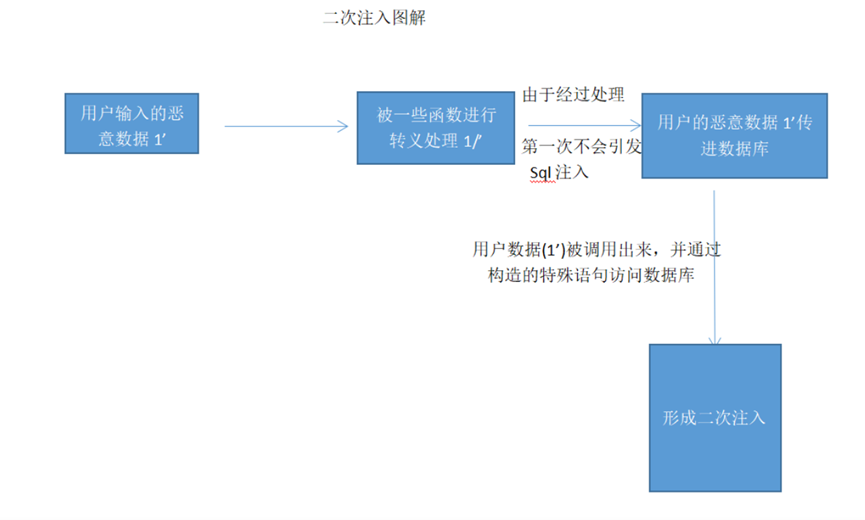 二次注入图解
用户输入的恶
意数据 1’
被一些函数进行
转义处理 1/’
由于经过处理
第一次不会引发
Sql 注入
用户的恶意数据 1’传
进数据库
用户数据(1’)被调用出来，并通过
构造的特殊语句访问数据库
形成二次注入